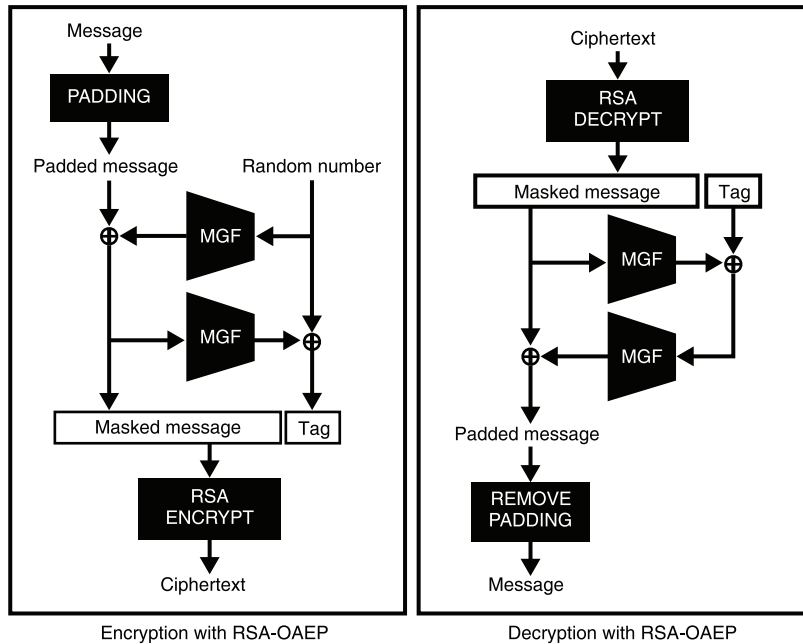 Message
PADDING
Padded message
Random number
MGF
MGF
Masked message
Tag
RSA
ENCRYPT
Ciphertext
Encryption with RSA-OAEP
Ciphertext
RSA
DECRYPT
Masked message
Tag
MGF
MGF
Padded message
REMOVE
PADDING
Message
Decryption with RSA-OAEP